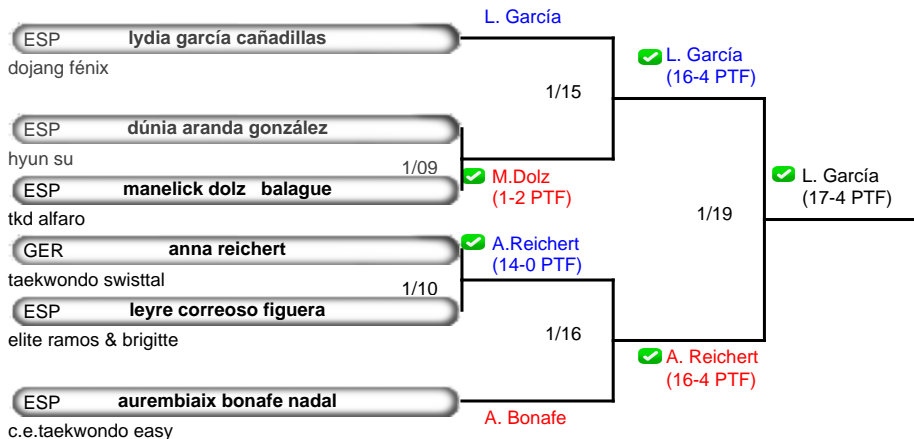 L. García
ESP lydia garcía cañadillas
dojang fénix
L. García
(16-4 PTF)
1/15
ESP dúnia aranda gonzález
hyun su
1/09
ESP manelick dolz balague
tkd alfaro
M.Dolz
(1-2 PTF)
L. García
(17-4 PTF)
1/19
GER anna reichert
taekwondo swisttal
A.Reichert
(14-0 PTF)
1/10
ESP leyre correoso figuera
elite ramos & brigitte
1/16
A. Reichert
(16-4 PTF)
ESP aurembiaix bonafe nadal
c.e.taekwondo easy
A. Bonafe